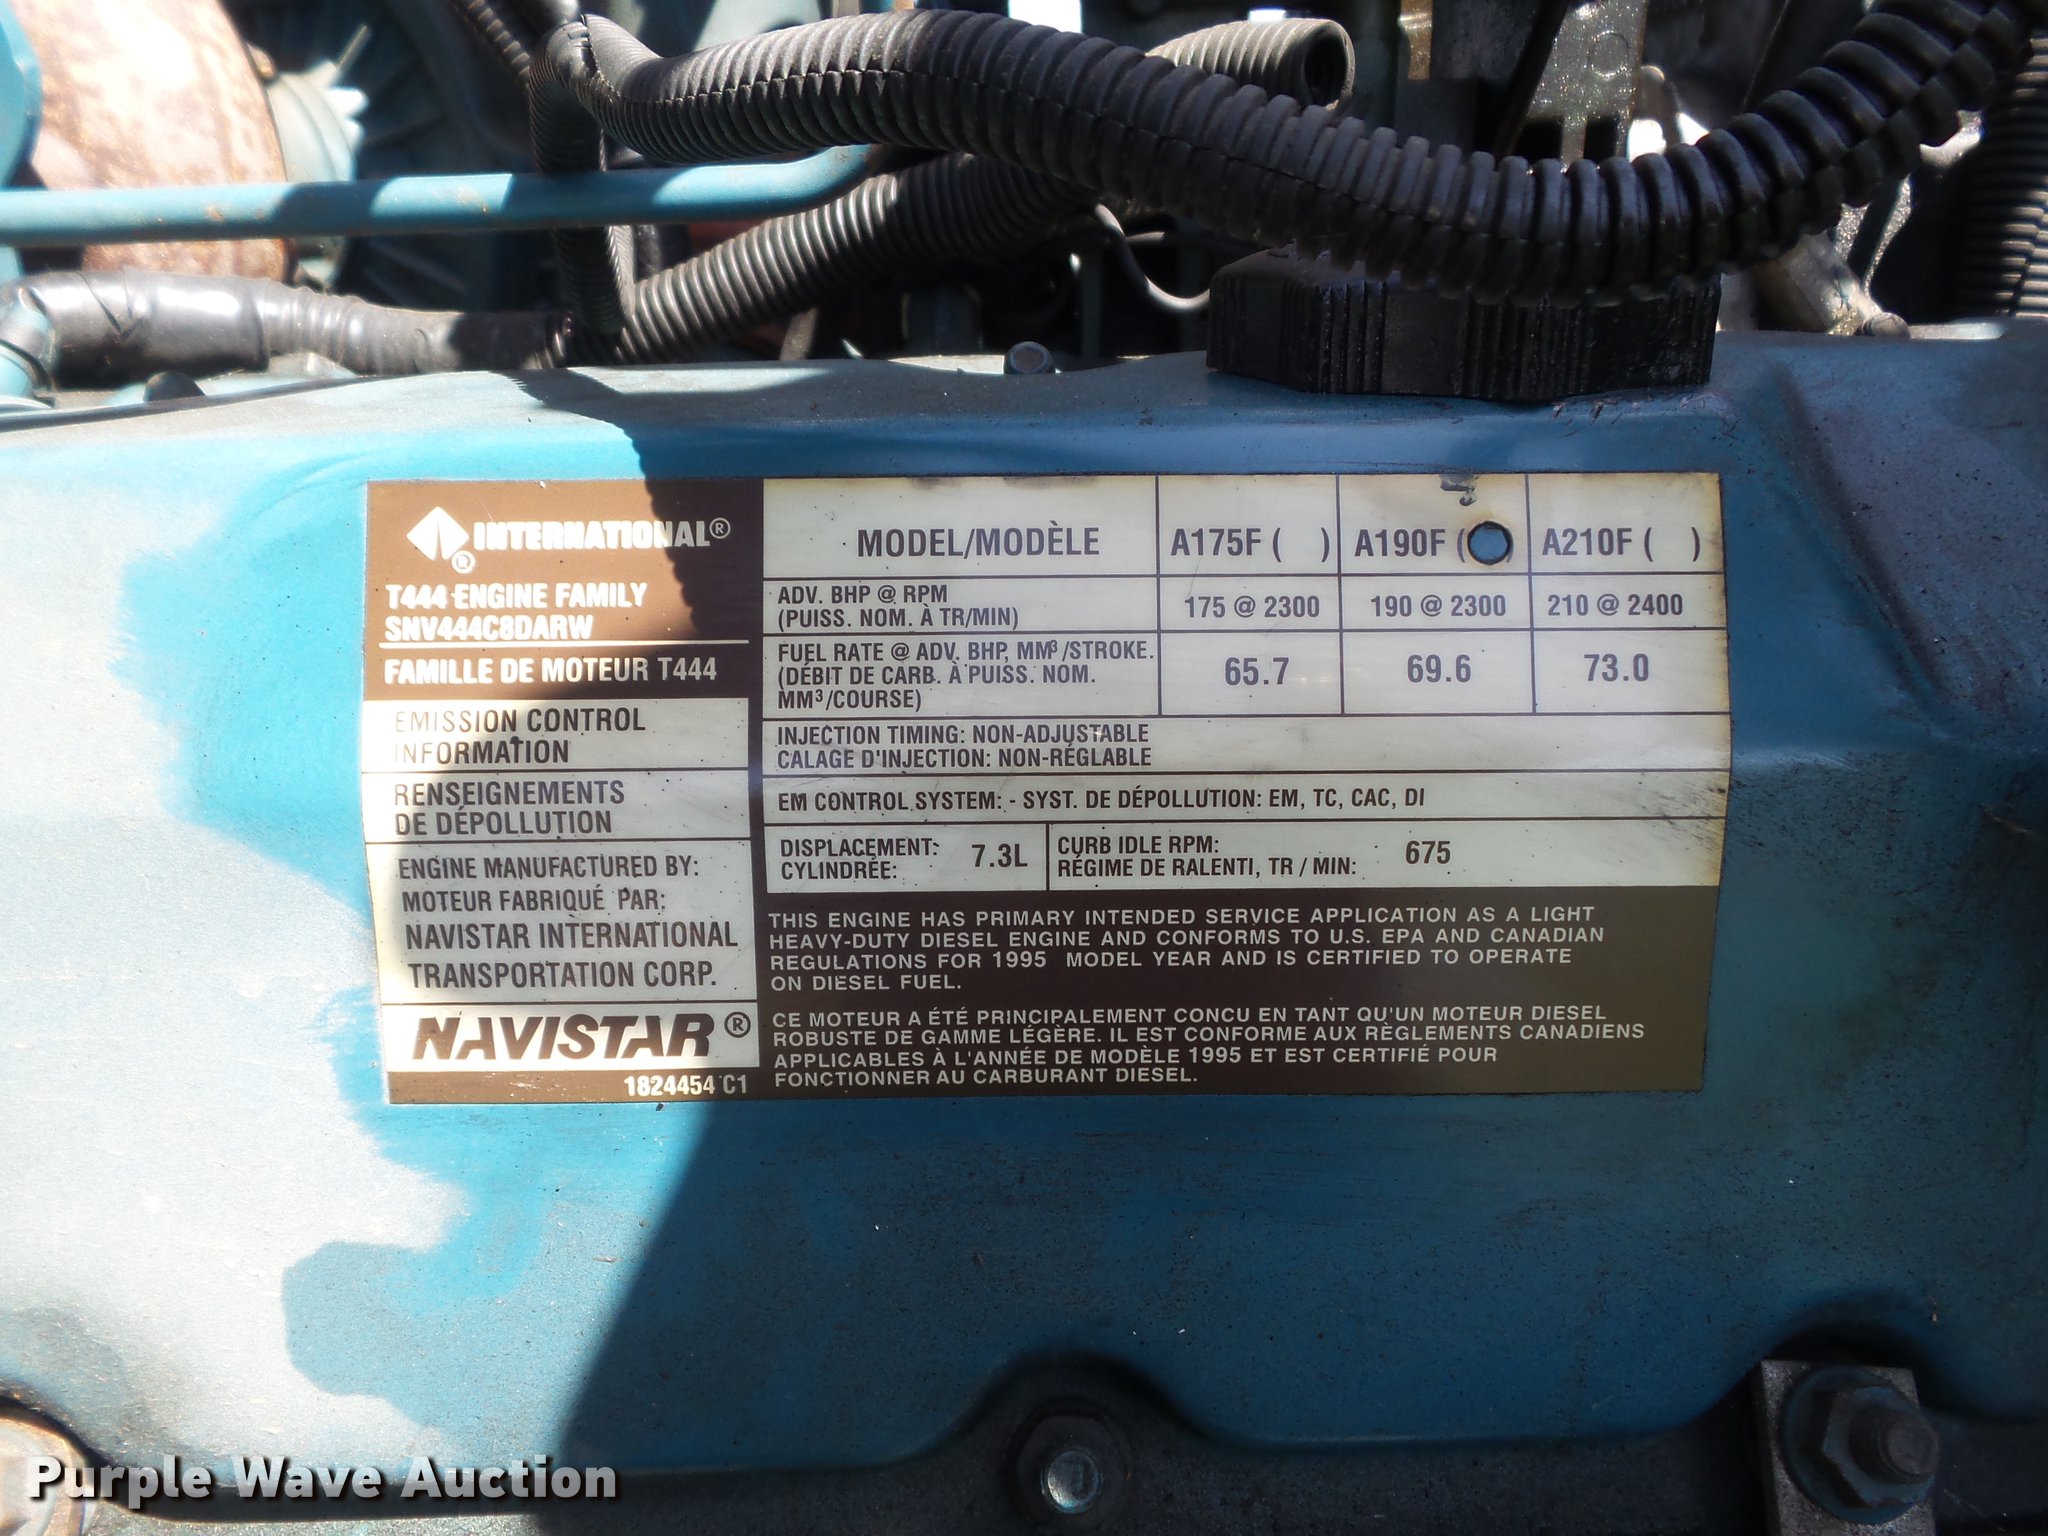 INTERNATIONAL®
®
T444 ENGINE FAMILY
SNV444C8DARW
FAMILLE DE MOTEUR T444
EMISSION CONTROL
INFORMATION
RENSEIGNEMENTS
DE DÉPOLLUTION
ENGINE MANUFACTURED BY:
MOTEUR FABRIQUÉ PAR:
NAVISTAR INTERNATIONAL
TRANSPORTATION CORP.
NAVISTAR®
1824454 C1
MODEL/MODÈLE A175F ( ) A190F ( ) A210F ( )
ADV. BHP @ RPM
(PUISS. NOM. À TR/MIN) 175 @ 2300 190 @ 2300 210 @ 2400
FUEL RATE @ ADV. BHP, MM³/STROKE.
(DÉBIT DE CARB. À PUISS. NOM. 65.7 69.6 73.0
MM³/COURSE)
INJECTION TIMING: NON-ADJUSTABLE
CALAGE D'INJECTION: NON-RÉGLABLE
EM CONTROL SYSTEM: - SYST. DE DÉPOLLUTION: EM, TC, CAC, DI
DISPLACEMENT:
CYLINDRÉE: 7.3L
CURB IDLE RPM:
RÉGIME DE RALENTI, TR / MIN: 675
THIS ENGINE HAS PRIMARY INTENDED SERVICE APPLICATION AS A LIGHT
HEAVY-DUTY DIESEL ENGINE AND CONFORMS TO U.S. EPA AND CANADIAN
REGULATIONS FOR 1995 MODEL YEAR AND IS CERTIFIED TO OPERATE
ON DIESEL FUEL.
CE MOTEUR A ÉTÉ PRINCIPALEMENT CONCU EN TANT QU'UN MOTEUR DIESEL
ROBUSTE DE GAMME LÉGÈRE. IL EST CONFORME AUX RÈGLEMENTS CANADIENS
APPLICABLES À L'ANNÉE DE MODÈLE 1995 ET EST CERTIFIÉ POUR
FONCTIONNER AU CARBURANT DIESEL.
Purple Wave Auction